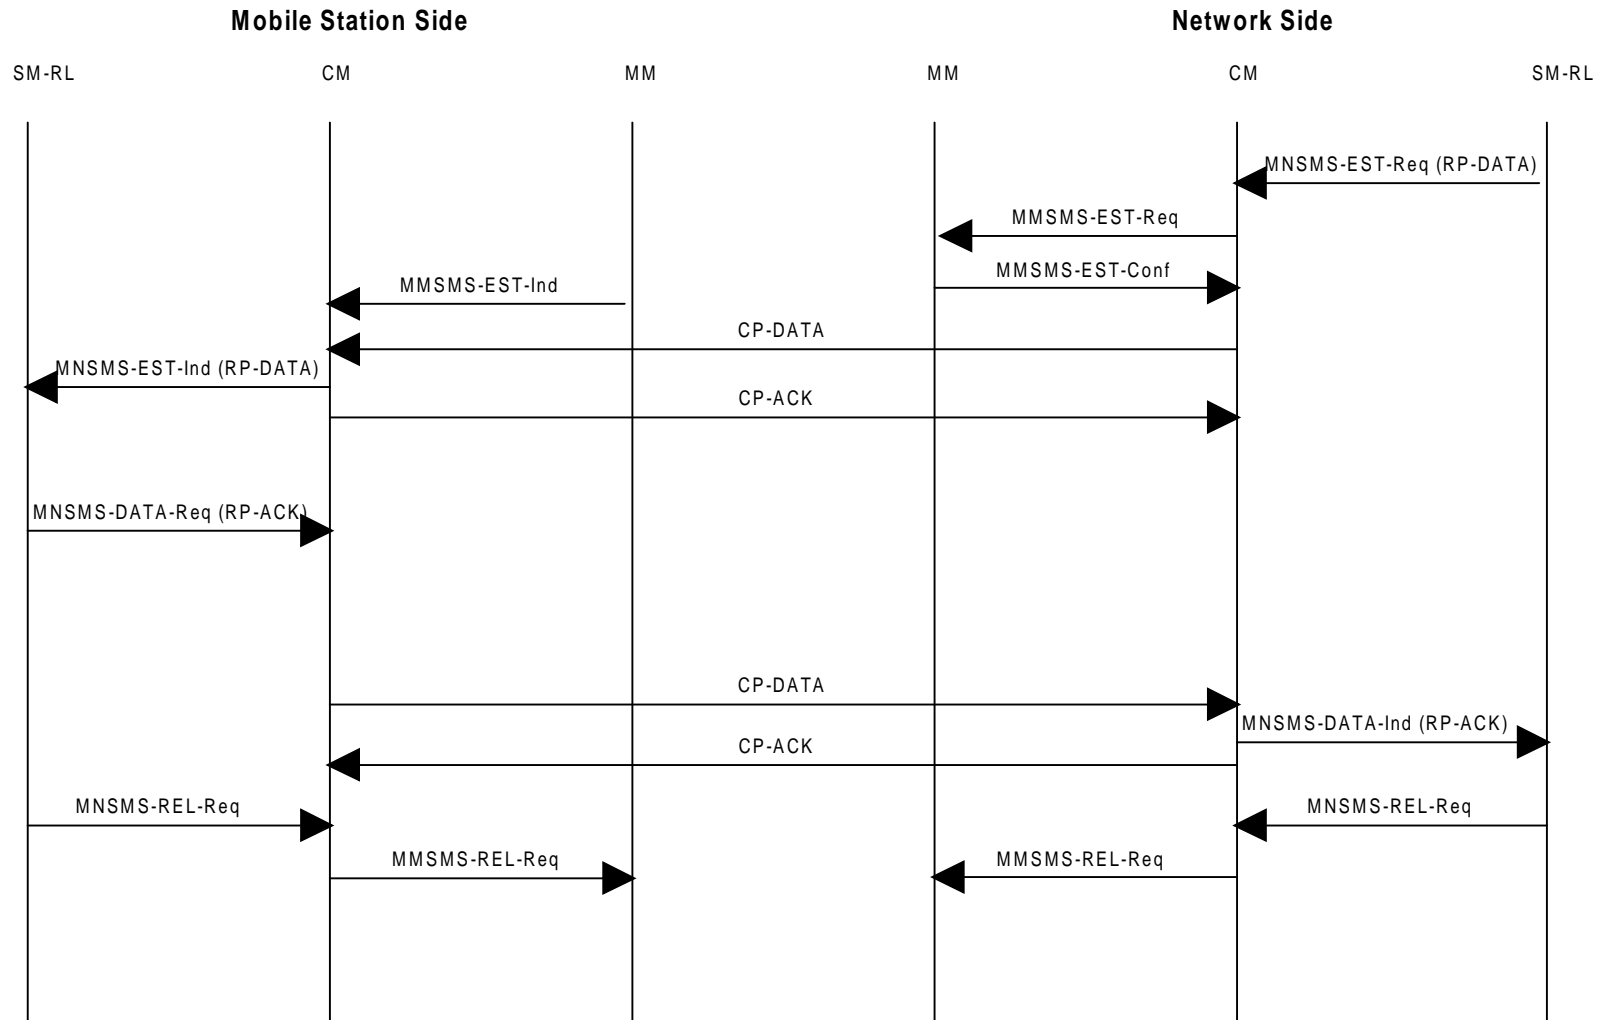 Mobile Station Side
Network Side
SM-RL
CM
MM
MM
CM
SM-RL
MNSMS-EST-Req (RP-DATA)
MMSMS-EST-Req
MMSMS-EST-Conf
MMSMS-EST-Ind
CP-DATA
MNSMS-EST-Ind (RP-DATA)
CP-ACK
MNSMS-DATA-Req (RP-ACK)
CP-DATA
MNSMS-DATA-Ind (RP-ACK)
CP-ACK
MNSMS-REL-Req
MNSMS-REL-Req
MMSMS-REL-Req
MMSMS-REL-Req